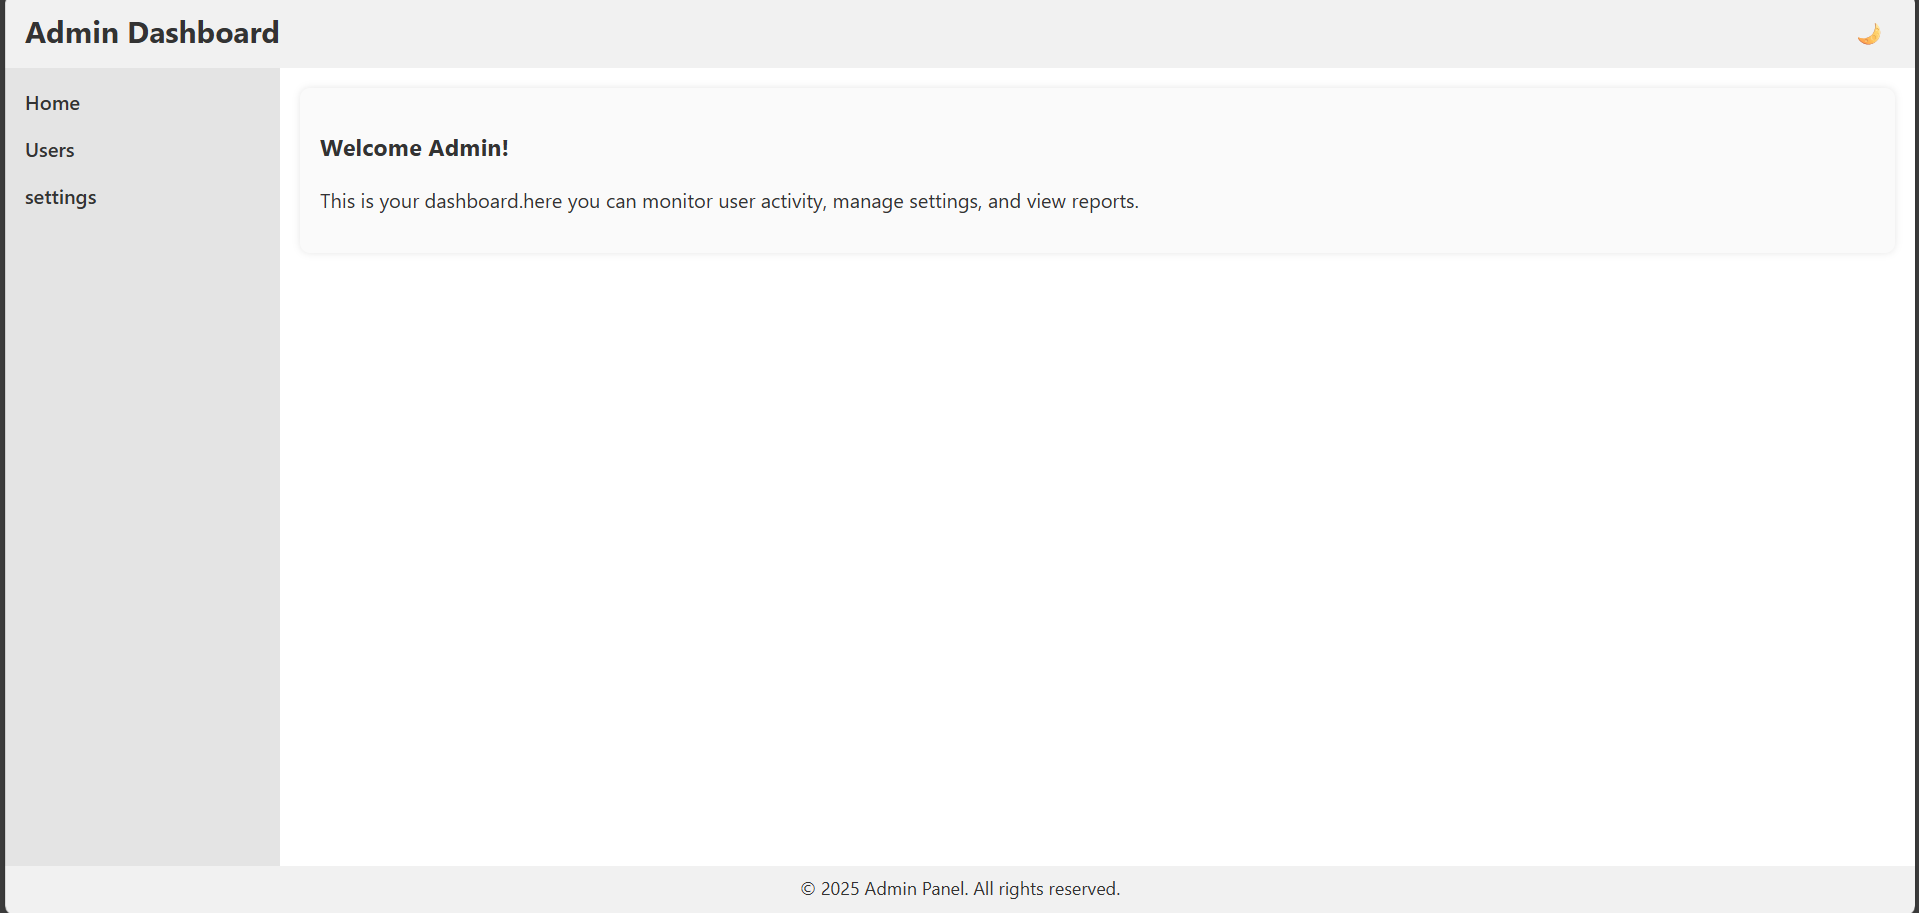 Admin Dashboard
Home
Users
settings
Welcome Admin!
This is your dashboard.here you can monitor user activity, manage settings, and view reports.
© 2025 Admin Panel. All rights reserved.